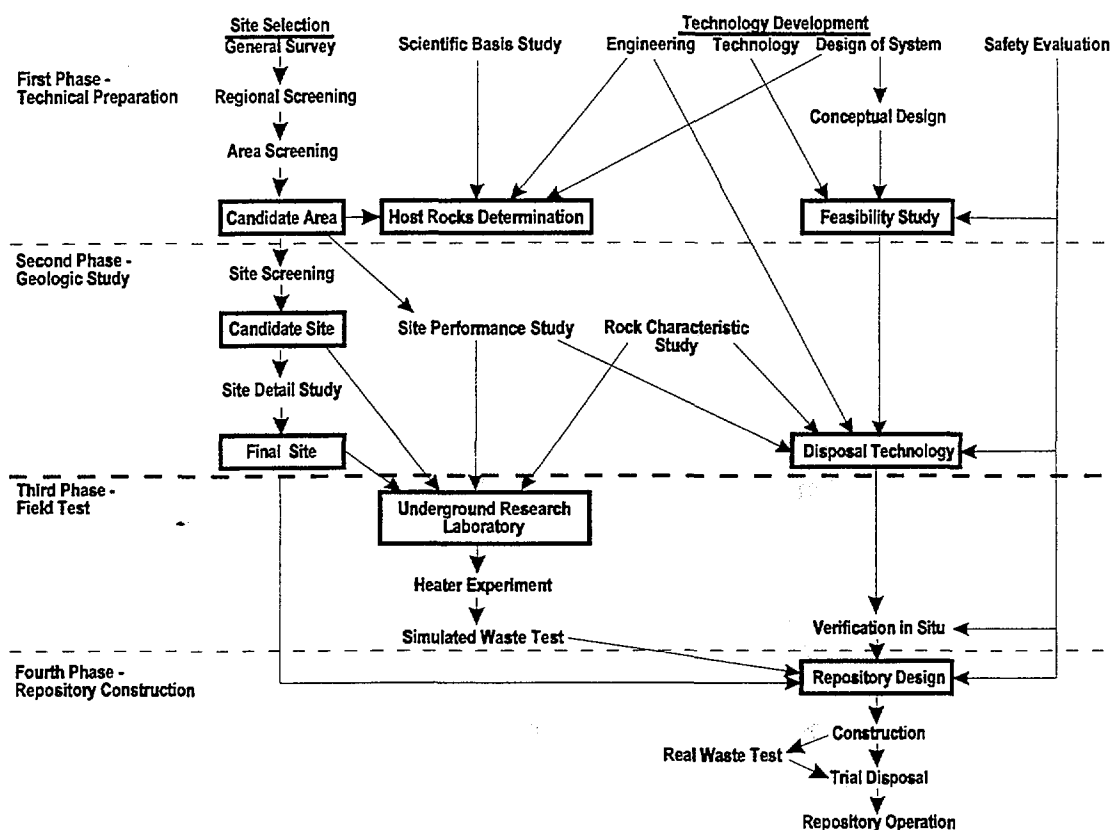 Site Selection
Technology Development
General Survey
Scientific Basis Study
Engineering
Technology
Design of System
Safety Evaluation
First Phase -
Technical Preparation
Regional Screening
Conceptual Design
Area Screening
Candidate Area
Host Rocks Determination
Feasibility Study
Second Phase -
Geologic Study
Site Screening
Candidate Site
Site Performance Study
Rock Characteristic
Study
Site Detail Study
Final Site
Disposal Technology
Third Phase -
Field Test
Underground Research
Laboratory
Heater Experiment
Simulated Waste Test
Verification in Situ
Fourth Phase -
Repository Construction
Repository Design
Construction
Real Waste Test
Trial Disposal
Repository Operation